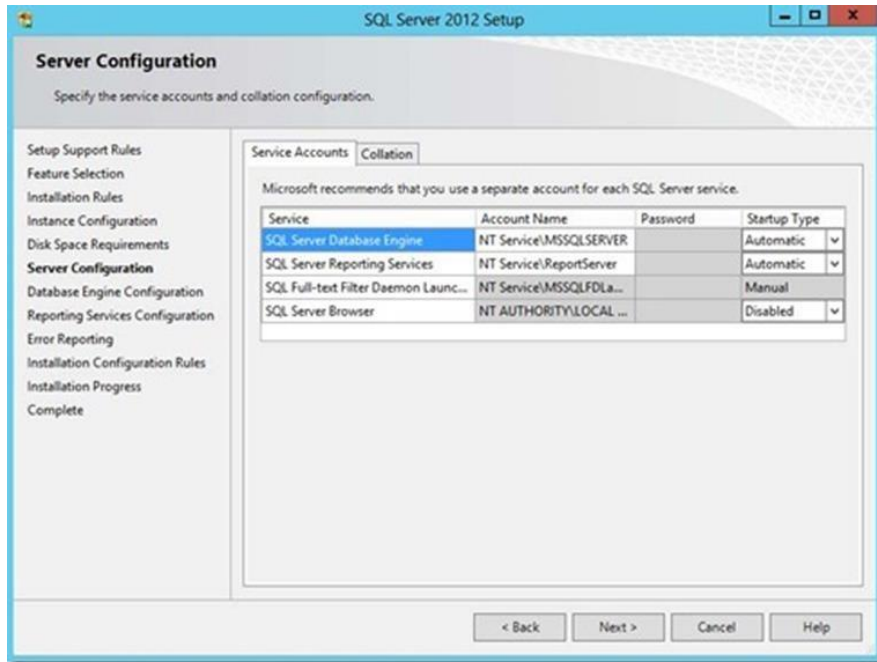 SQL Server 2012 Setup
Server Configuration
Specify the service accounts and collation configuration.
Setup Support Rules
Feature Selection
Installation Rules
Instance Configuration
Disk Space Requirements
Server Configuration
Database Engine Configuration
Reporting Services Configuration
Error Reporting
Installation Configuration Rules
Installation Progress
Complete
Service Accounts Collation
Microsoft recommends that you use a separate account for each SQL Server service.
Service Account Name Password Startup Type
SQL Server Database Engine NT Service\MSSQLSERVER Automatic
SQL Server Reporting Services NT Service\ReportServer Automatic
SQL Full-text Filter Daemon Launc... NT Service\MSSQLFDLa... Manual
SQL Server Browser NT AUTHORITY\LOCAL ... Disabled
< Back Next > Cancel Help